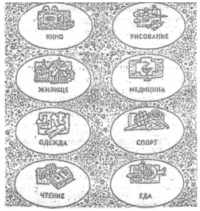 КИНО
РИСОВАНИЕ
ЖИЛИЩЕ
МЕДИЦИНА
ОДЕЖДА
СПОРТ
ЧТЕНИЕ
ЕДА